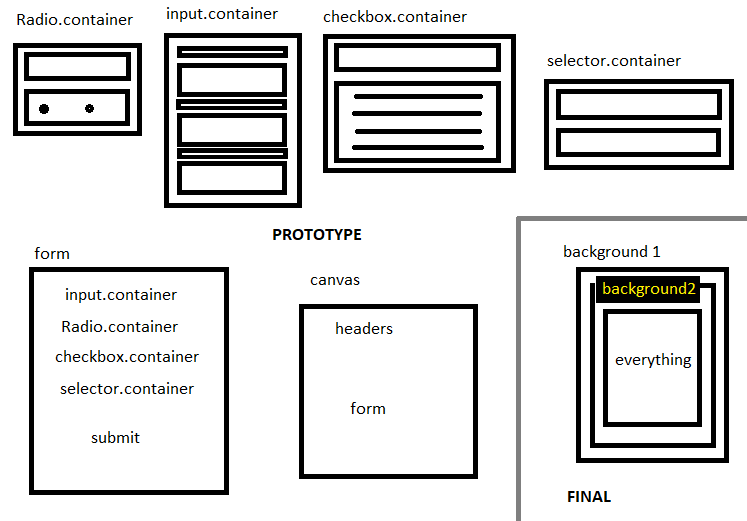 Radio.container
input.container
checkbox.container
selector.container
PROTOTYPE
form
input.container
Radio.container
checkbox.container
selector.container
submit
canvas
headers
form
background 1
background2
everything
FINAL